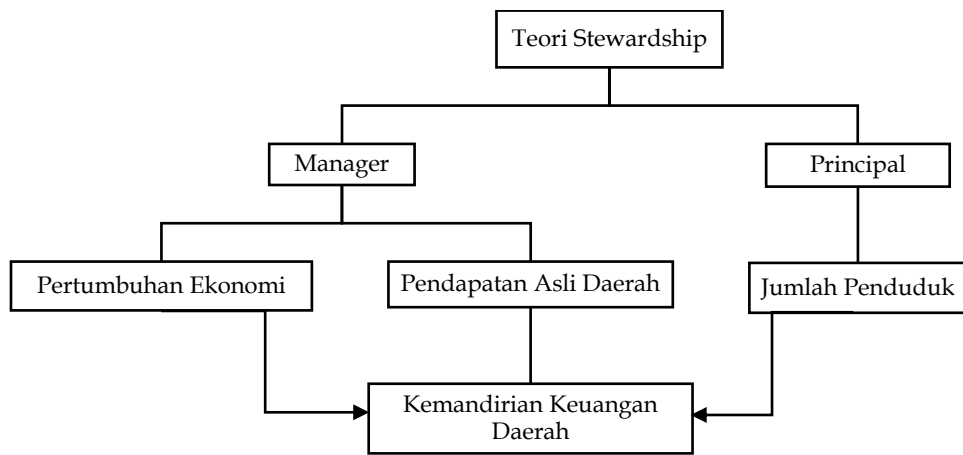 Teori Stewardship
Manager
Principal
Pertumbuhan Ekonomi
Pendapatan Asli Daerah
Jumlah Penduduk
Kemandirian Keuangan
Daerah